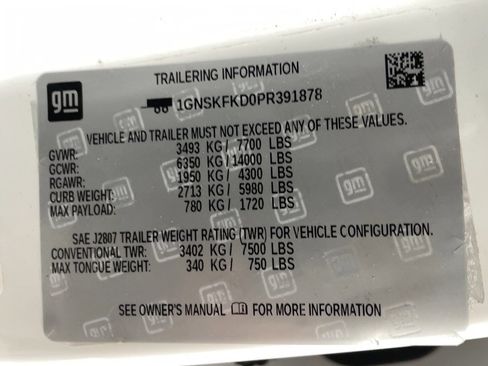 gm
TRAILERING INFORMATION
1GNSKFKD0PR391878
VEHICLE AND TRAILER MUST NOT EXCEED ANY OF THESE VALUES.
GVWR: 3493 KG/ 7700 LBS
GCWR: 6350 KG/14000 LBS
RGAWR: 1950 KG/ 4300 LBS
CURB WEIGHT: 2713 KG/ 5980 LBS
MAX PAYLOAD: 780 KG/ 1720 LBS
SAE J2807 TRAILER WEIGHT RATING (TWR) FOR VEHICLE CONFIGURATION.
CONVENTIONAL TWR: 3402 KG/ 7500 LBS
MAX TONGUE WEIGHT: 340 KG/ 750 LBS
SEE OWNER'S MANUAL FOR MORE INFORMATION